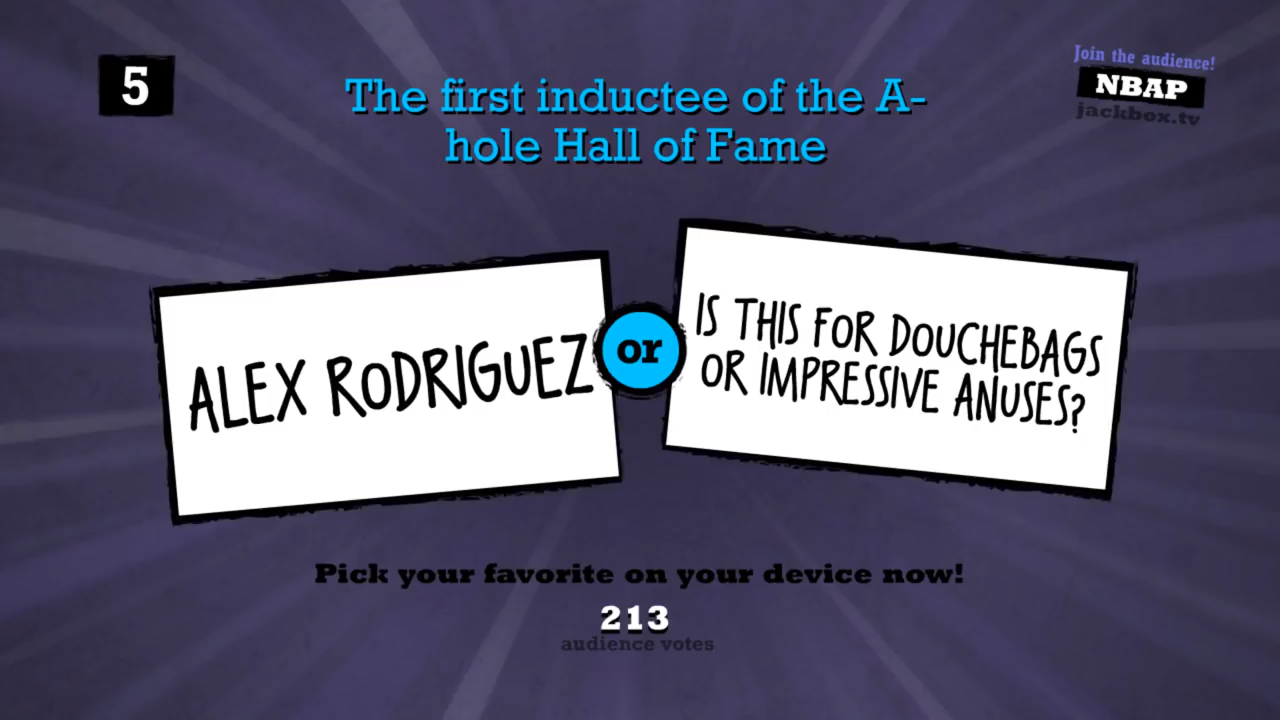 5
The first inductee of the A-
hole Hall of Fame
Join the audience!
NBAP
jackbox.tv
ALEX RODRIGUEZ
or
IS THIS FOR DOUCHEBAGS
OR IMPRESSIVE ANUSES?
Pick your favorite on your device now!
213
audience votes